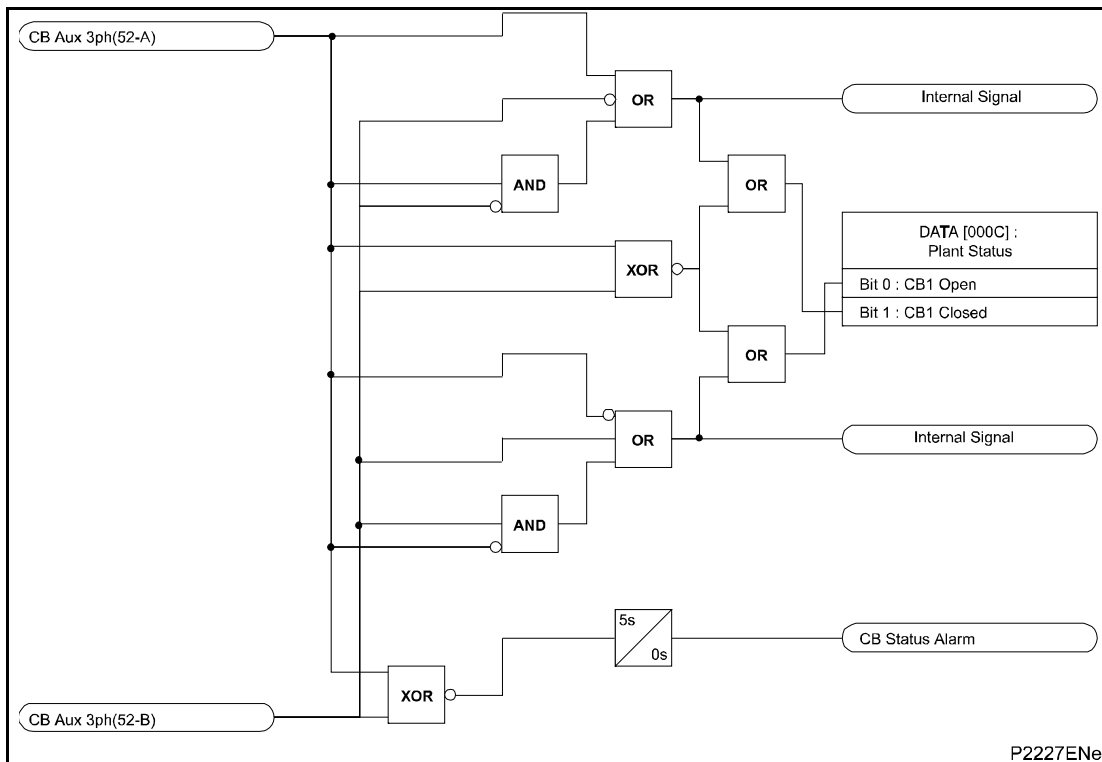 CB Aux 3ph(52-A)
OR
Internal Signal
AND
OR
DATA [000C] :
Plant Status
XOR
Bit 0 : CB1 Open
Bit 1 : CB1 Closed
OR
OR
Internal Signal
AND
5s
0s
CB Status Alarm
XOR
CB Aux 3ph(52-B)
P2227ENe